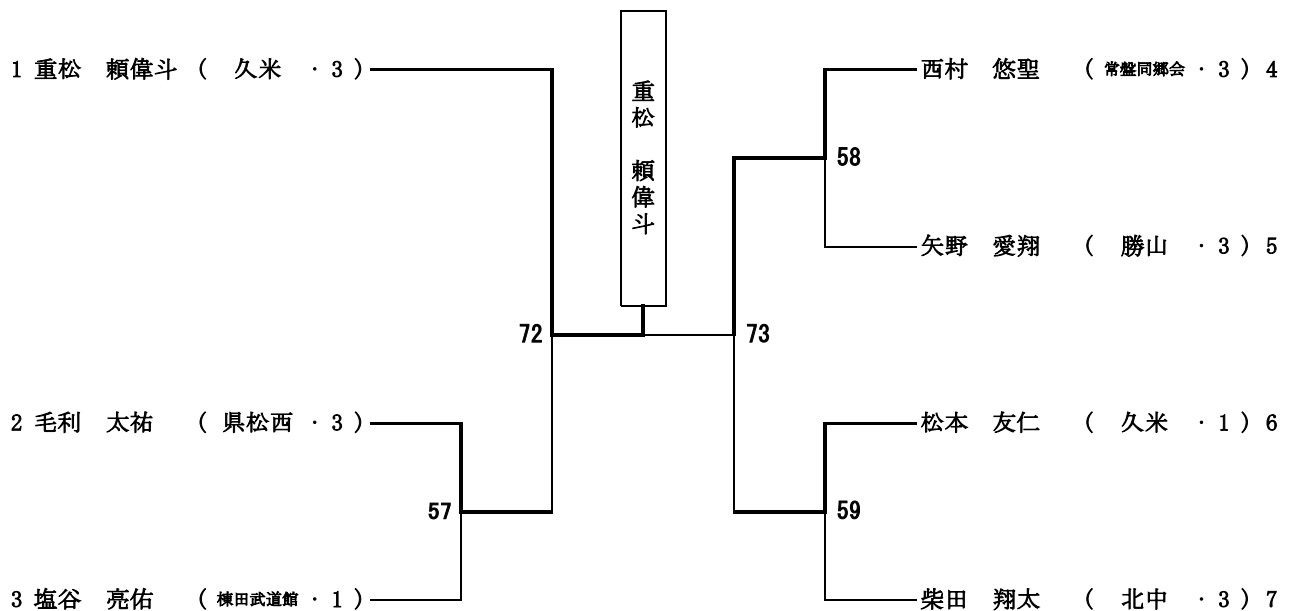 1 重松 頼偉斗 ( 久米 ・ 3 )
西村 悠聖 ( 常盤同郷会 ・ 3 ) 4
重松 頼偉斗
58
矢野 愛翔 ( 勝山 ・ 3 ) 5
72
73
2 毛利 太祐 ( 県松西 ・ 3 )
松本 友仁 ( 久米 ・ 1 ) 6
57
59
3 塩谷 亮佑 ( 棟田武道館 ・ 1 )
柴田 翔太 ( 北中 ・ 3 ) 7